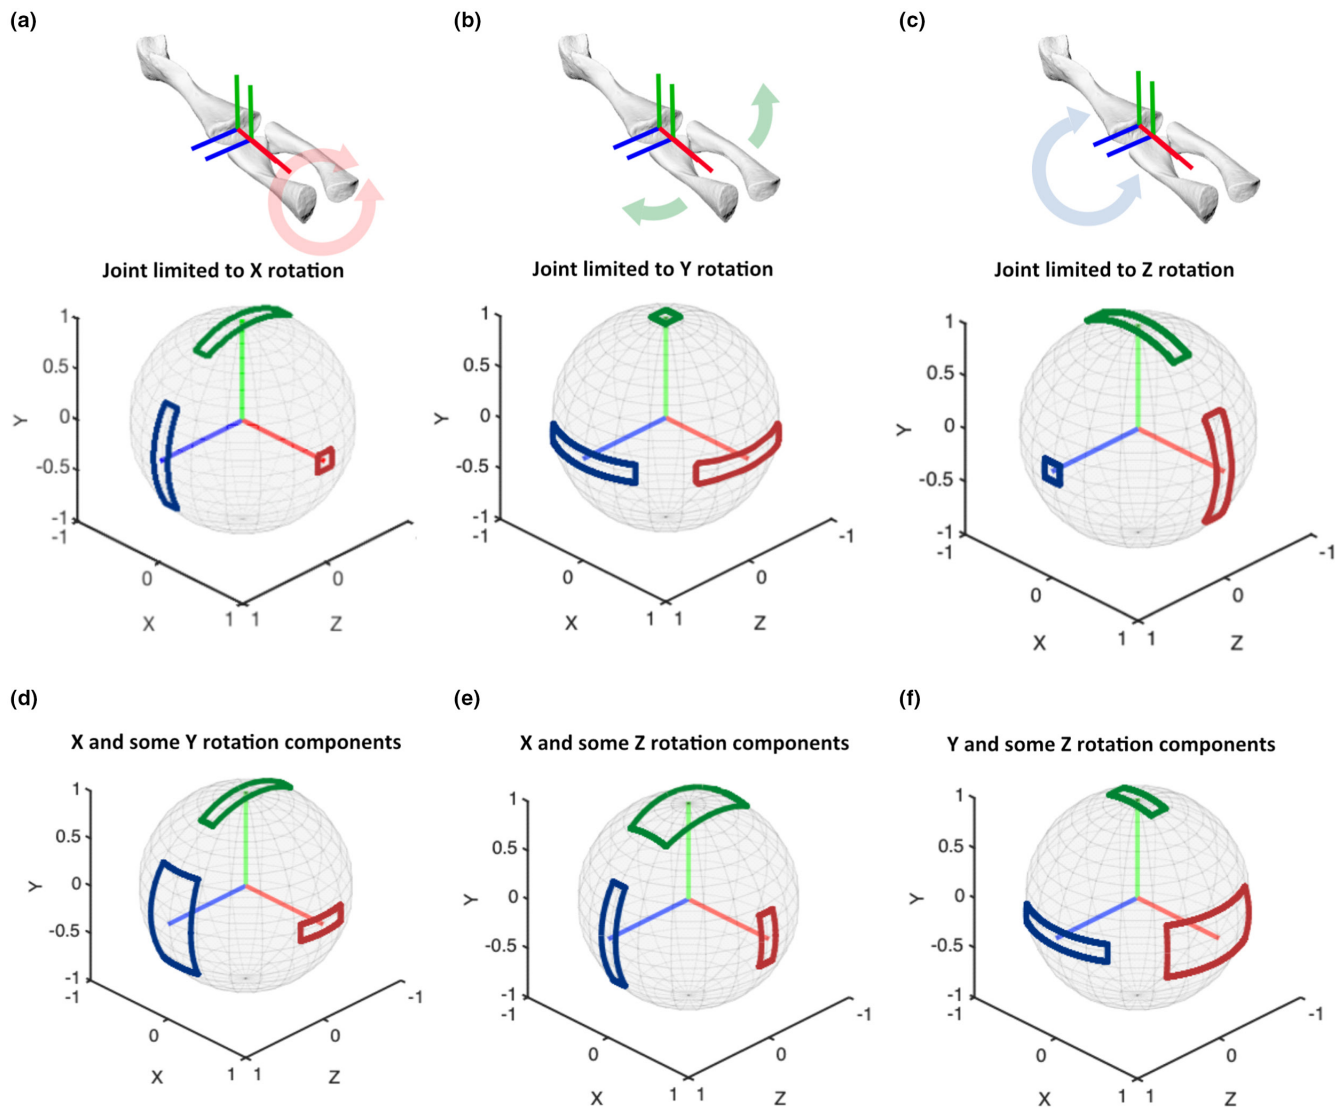 (a)
(b)
(c)
Joint limited to X rotation
Joint limited to Y rotation
Joint limited to Z rotation
1
0.5
0
-0.5
-1
-1
0
X
1
1
0
Z
1
0.5
0
-0.5
-1
-1
0
X
1
1
0
Z
-1
Y
1
0.5
0
-0.5
-1
-1
0
X
1
1
0
Z
-1
Y
Y
(d)
(e)
(f)
X and some Y rotation components
X and some Z rotation components
Y and some Z rotation components
1
0.5
0
-0.5
-1
-1
0
X
1
1
0
Z
-1
Y
1
0.5
0
-0.5
-1
-1
0
X
1
1
0
Z
-1
Y
1
0.5
0
-0.5
-1
-1
0
X
1
1
0
Z
-1
Y